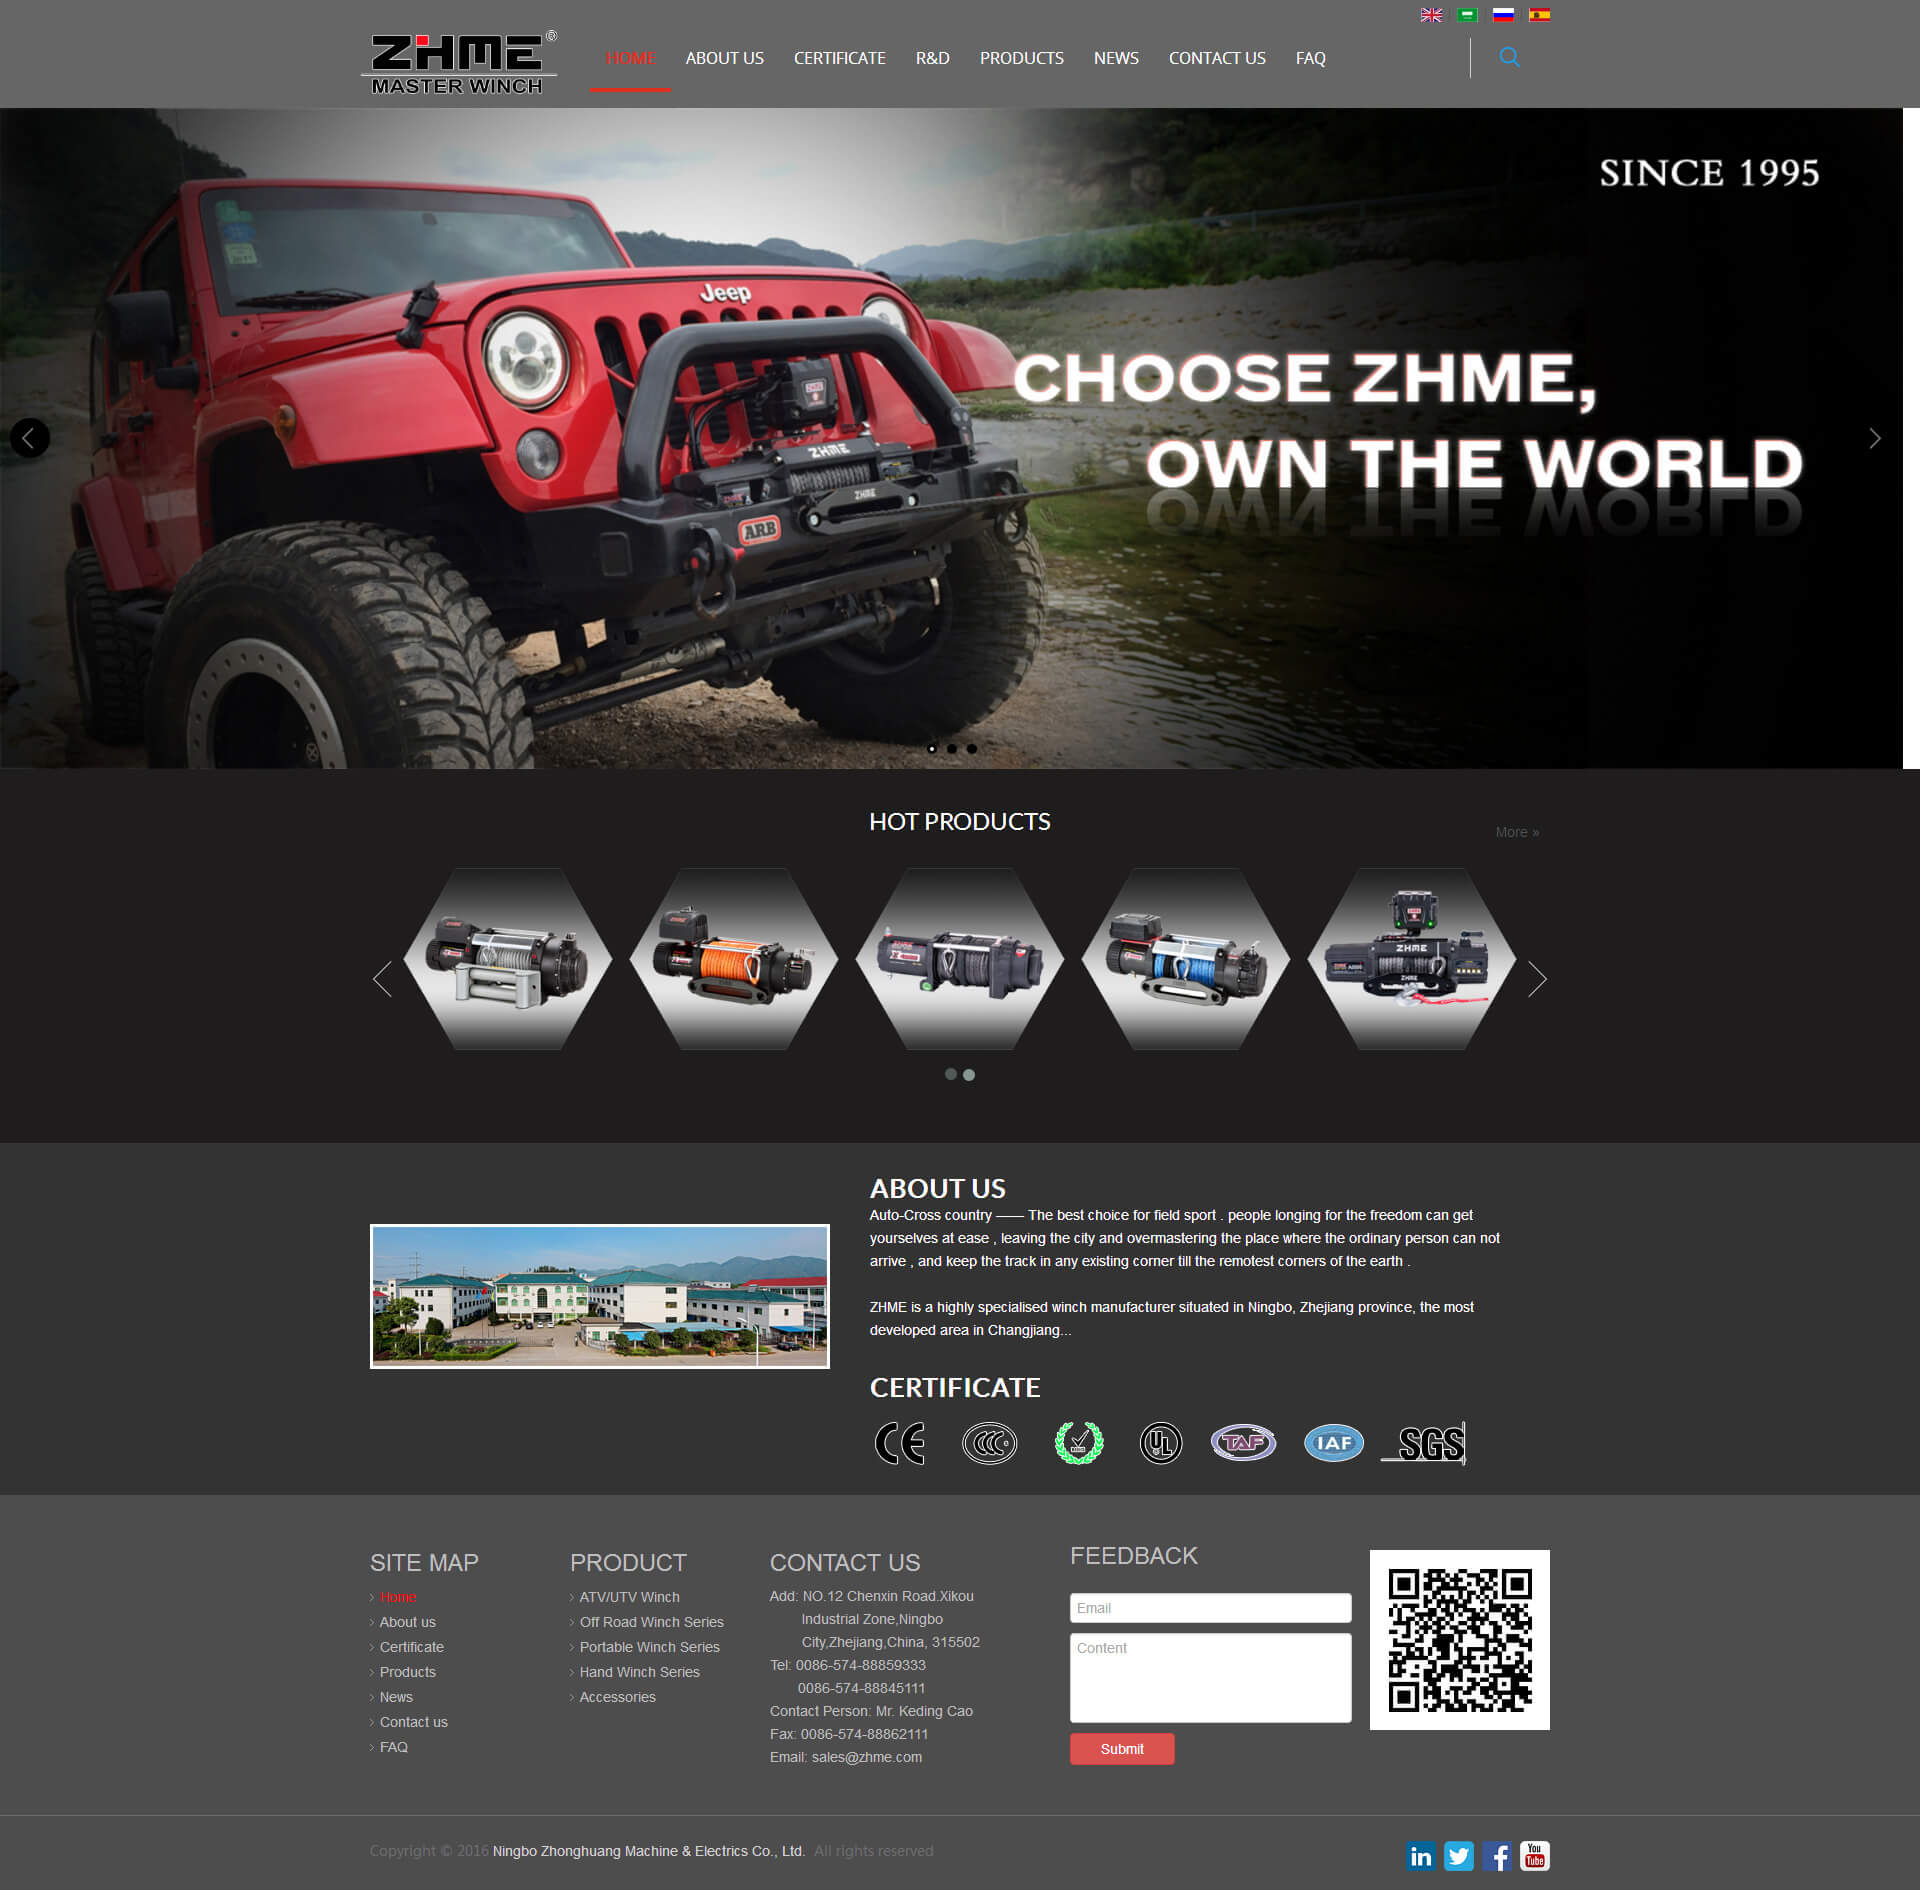 ZHME®
MASTER WINCH
HOME
ABOUT US
CERTIFICATE
R&D
PRODUCTS
NEWS
CONTACT US
FAQ
SINCE 1995
Jeep
CHOOSE ZHME,
OWN THE WORLD
ZHME
ZHME
ARB
HOT PRODUCTS
More »
ZHME
ZHME
ABOUT US
Auto-Cross country —— The best choice for field sport . people longing for the freedom can get
yourselves at ease , leaving the city and overmastering the place where the ordinary person can not
arrive , and keep the track in any existing corner till the remotest corners of the earth .
ZHME is a highly specialised winch manufacturer situated in Ningbo, Zhejiang province, the most
developed area in Changjiang...
CERTIFICATE
CE
CCC
UL
TAF
IAF
SGS
SITE MAP
Home
About us
Certificate
Products
News
Contact us
FAQ
PRODUCT
ATV/UTV Winch
Off Road Winch Series
Portable Winch Series
Hand Winch Series
Accessories
CONTACT US
Add: NO.12 Chenxin Road.Xikou
Industrial Zone,Ningbo
City,Zhejiang,China, 315502
Tel: 0086-574-88859333
0086-574-88845111
Contact Person: Mr. Keding Cao
Fax: 0086-574-88862111
Email: sales@zhme.com
FEEDBACK
Email
Content
Submit
Copyright © 2016 Ningbo Zhonghuang Machine & Electrics Co., Ltd. All rights reserved
in
f
You
Tube